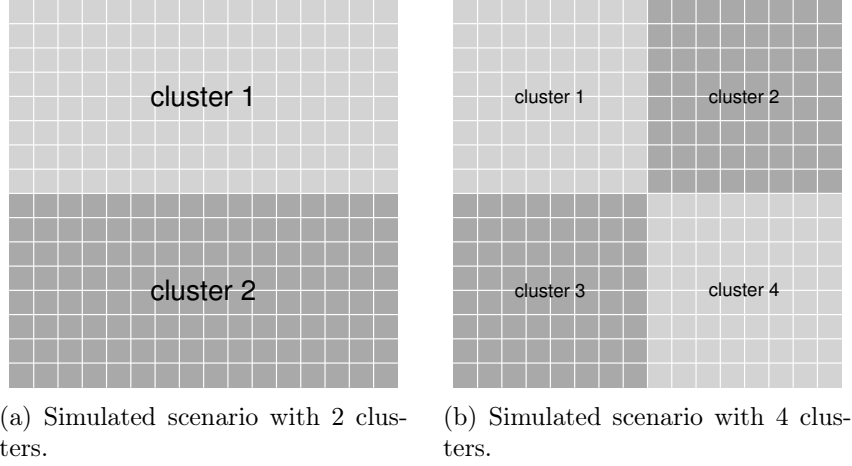 cluster 1
cluster 2
(a) Simulated scenario with 2 clus-
ters.
cluster 1
cluster 2
cluster 3
cluster 4
(b) Simulated scenario with 4 clus-
ters.